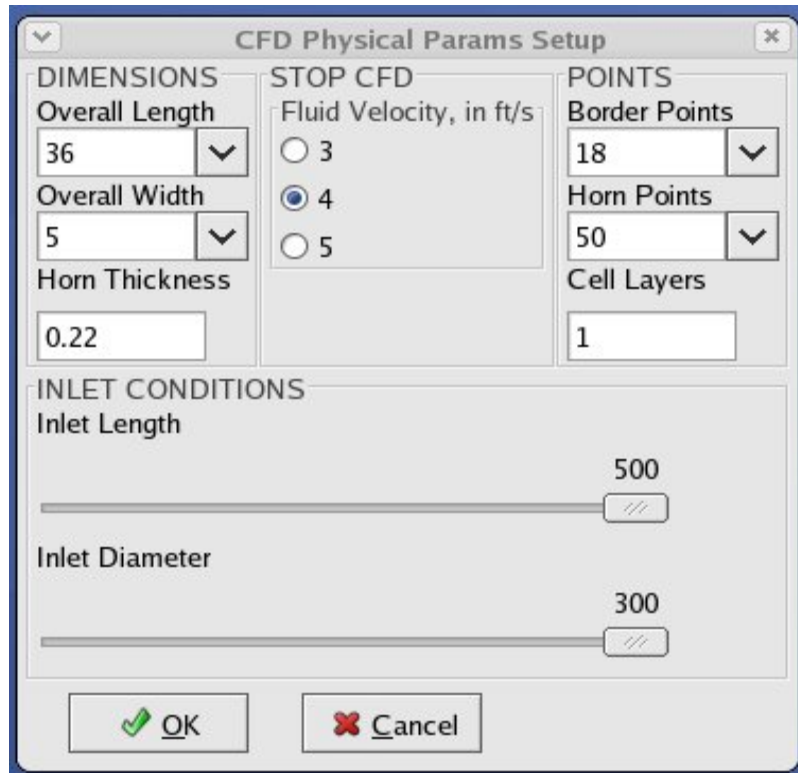 CFD Physical Params Setup
DIMENSIONS
Overall Length
36
Overall Width
5
Horn Thickness
0.22
STOP CFD
Fluid Velocity, in ft/s
3
4
5
POINTS
Border Points
18
Horn Points
50
Cell Layers
1
INLET CONDITIONS
Inlet Length
500
Inlet Diameter
300
OK
Cancel